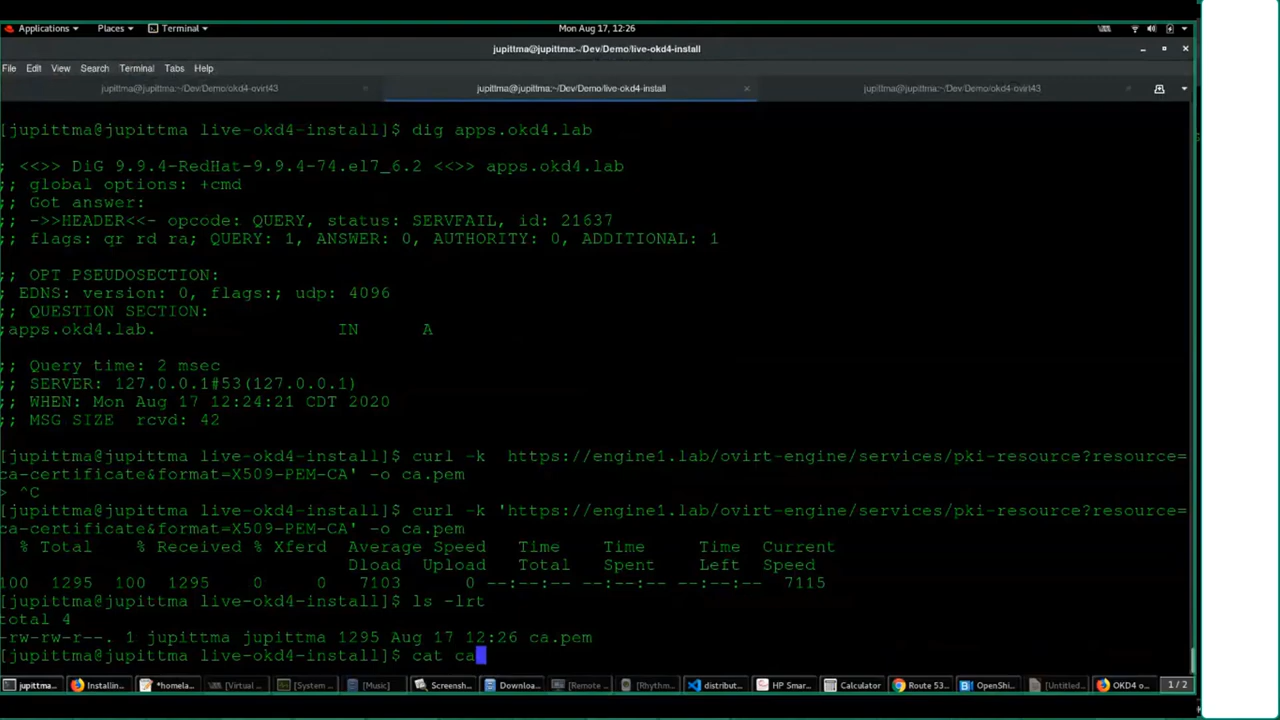 Applications Places Terminal Mon Aug 17, 12:26
jupittma@jupittma:~/Dev/Demo/live-okd4-install
File Edit View Search Terminal Tabs Help
jupittma@jupittma:~/Dev/Demo/okd4-ovirt43 jupittma@jupittma:~/Dev/Demo/live-okd4-install jupittma@jupittma:~/Dev/Demo/okd4-ovirt43
[jupittma@jupittma live-okd4-install]$ dig apps.okd4.lab
; <<>> DiG 9.9.4-RedHat-9.9.4-74.el7_6.2 <<>> apps.okd4.lab
;; global options: +cmd
;; Got answer:
;; ->>HEADER<<- opcode: QUERY, status: SERVFAIL, id: 21637
;; flags: qr rd ra; QUERY: 1, ANSWER: 0, AUTHORITY: 0, ADDITIONAL: 1
;; OPT PSEUDOSECTION:
; EDNS: version: 0, flags:; udp: 4096
;; QUESTION SECTION:
;apps.okd4.lab. IN A
;; Query time: 2 msec
;; SERVER: 127.0.0.1#53(127.0.0.1)
;; WHEN: Mon Aug 17 12:24:21 CDT 2020
;; MSG SIZE rcvd: 42
[jupittma@jupittma live-okd4-install]$ curl -k https://engine1.lab/ovirt-engine/services/pki-resource?resource=
ca-certificate&format=X509-PEM-CA' -o ca.pem
> ^C
[jupittma@jupittma live-okd4-install]$ curl -k 'https://engine1.lab/ovirt-engine/services/pki-resource?resource=
ca-certificate&format=X509-PEM-CA' -o ca.pem
% Total % Received % Xferd Average Speed Time Time Time Current
Dload Upload Total Spent Left Speed
100 1295 100 1295 0 0 7103 0 --:--:-- --:--:-- --:--:-- 7115
[jupittma@jupittma live-okd4-install]$ ls -lrt
total 4
-rw-rw-r--. 1 jupittma jupittma 1295 Aug 17 12:26 ca.pem
[jupittma@jupittma live-okd4-install]$ cat ca
jupittma... Installin... *homela... [Virtual ... [System ... [Music] Screensh... Downloa... [Remote ... [Rhythm... distribut... HP Smar... Calculator Route 53... OpenShi... [Untitled... OKD4 o... 1 / 2